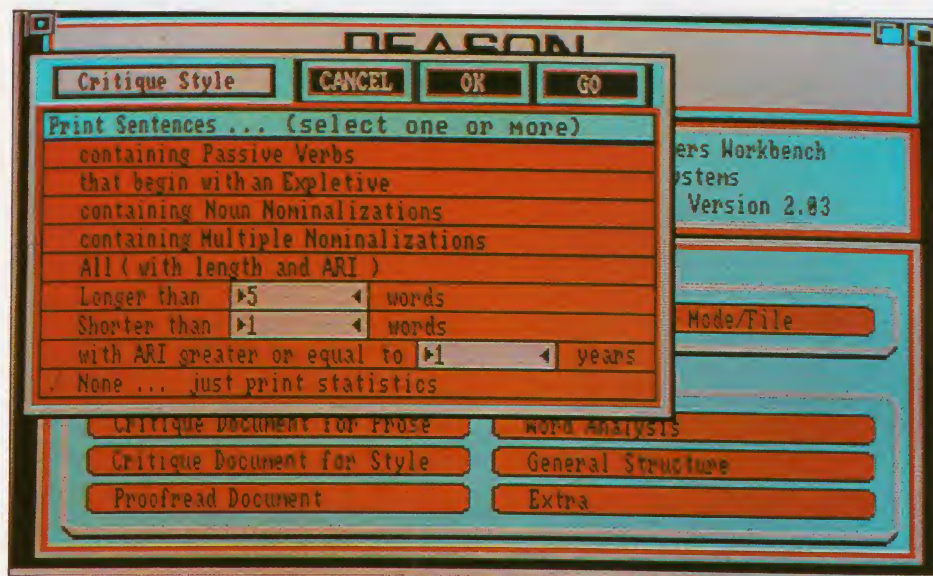 REASON
Critique Style CANCEL OK GO
Print Sentences ... (select one or more)
containing Passive Verbs
that begin with an Expletive
containing Noun Nominalizations
containing Multiple Nominalizations
All ( with length and ARI )
Longer than 5 words
Shorter than 1 words
with ARI greater or equal to 1 years
None ... just print statistics
ers Workbench
ystems
Version 2.03
Mode/File
Critique Document for Prose Word Analysis
Critique Document for Style General Structure
Proofread Document Extra